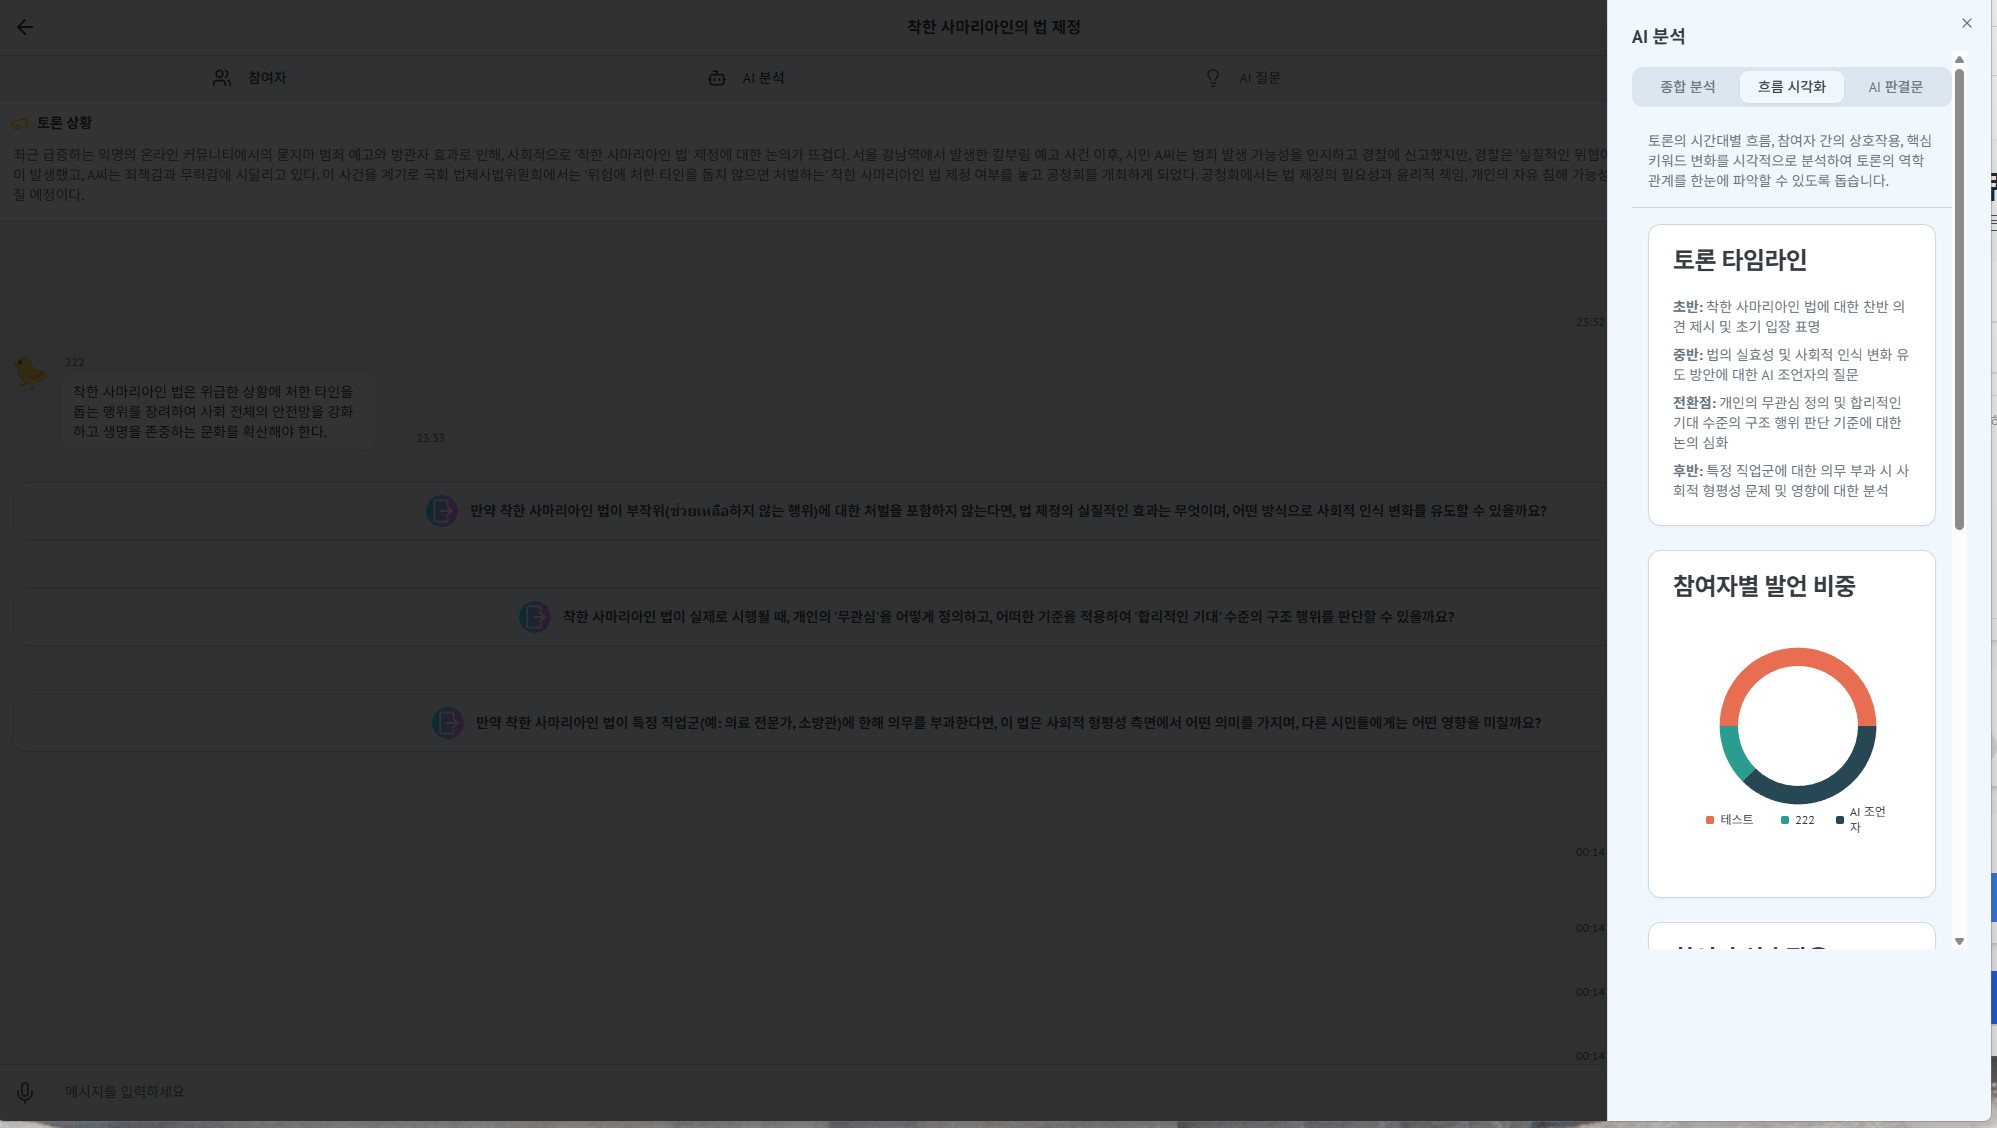 착한 사마리아인의 법 제정
참여자
AI 분석
AI 질문
토론 상황
최근 급증하는 익명의 온라인 커뮤니티에서의 묻지마 범죄 예고와 방관자 효과로 인해, 사회적으로 '착한 사마리아인 법' 제정에 대한 논의가 뜨겁다. 서울 강남역에서 발생한 칼부림 예고 사건 이후, 시민 A씨는 범죄 발생 가능성을 인지하고 경찰에 신고했지만, 경찰은 '실질적인 위협이
이 발생했고, A씨는 죄책감과 무력감에 시달리고 있다. 이 사건을 계기로 국회 법제사법위원회에서는 '위험에 처한 타인을 돕지 않으면 처벌하는' 착한 사마리아인 법 제정 여부를 놓고 공청회를 개최하게 되었다. 공청회에서는 법 제정의 필요성과 윤리적 책임, 개인의 자유 침해 가능성
질 예정이다.
23:32
222
착한 사마리아인 법은 위급한 상황에 처한 타인을
돕는 행위를 장려하여 사회 전체의 안전망을 강화
하고 생명을 존중하는 문화를 확산해야 한다.
23:33
만약 착한 사마리아인 법이 부작위(ช่วยเหลือ하지 않는 행위)에 대한 처벌을 포함하지 않는다면, 법 제정의 실질적인 효과는 무엇이며, 어떤 방식으로 사회적 인식 변화를 유도할 수 있을까요?
착한 사마리아인 법이 실제로 시행될 때, 개인의 '무관심'을 어떻게 정의하고, 어떠한 기준을 적용하여 '합리적인 기대' 수준의 구조 행위를 판단할 수 있을까요?
만약 착한 사마리아인 법이 특정 직업군(예: 의료 전문가, 소방관)에 한해 의무를 부과한다면, 이 법은 사회적 형평성 측면에서 어떤 의미를 가지며, 다른 시민들에게는 어떤 영향을 미칠까요?
00:14
00:14
00:14
00:14
메시지를 입력하세요
AI 분석
종합 분석
흐름 시각화
AI 판결문
토론의 시간대별 흐름, 참여자 간의 상호작용, 핵심
키워드 변화를 시각적으로 분석하여 토론의 역학
관계를 한눈에 파악할 수 있도록 돕습니다.
토론 타임라인
초반: 착한 사마리아인 법에 대한 찬반 의
견 제시 및 초기 입장 표명
중반: 법의 실효성 및 사회적 인식 변화 유
도 방안에 대한 AI 조언자의 질문
전환점: 개인의 무관심 정의 및 합리적인
기대 수준의 구조 행위 판단 기준에 대한
논의 심화
후반: 특정 직업군에 대한 의무 부과 시 사
회적 형평성 문제 및 영향에 대한 분석
참여자별 발언 비중
테스트
222
AI 조언
자